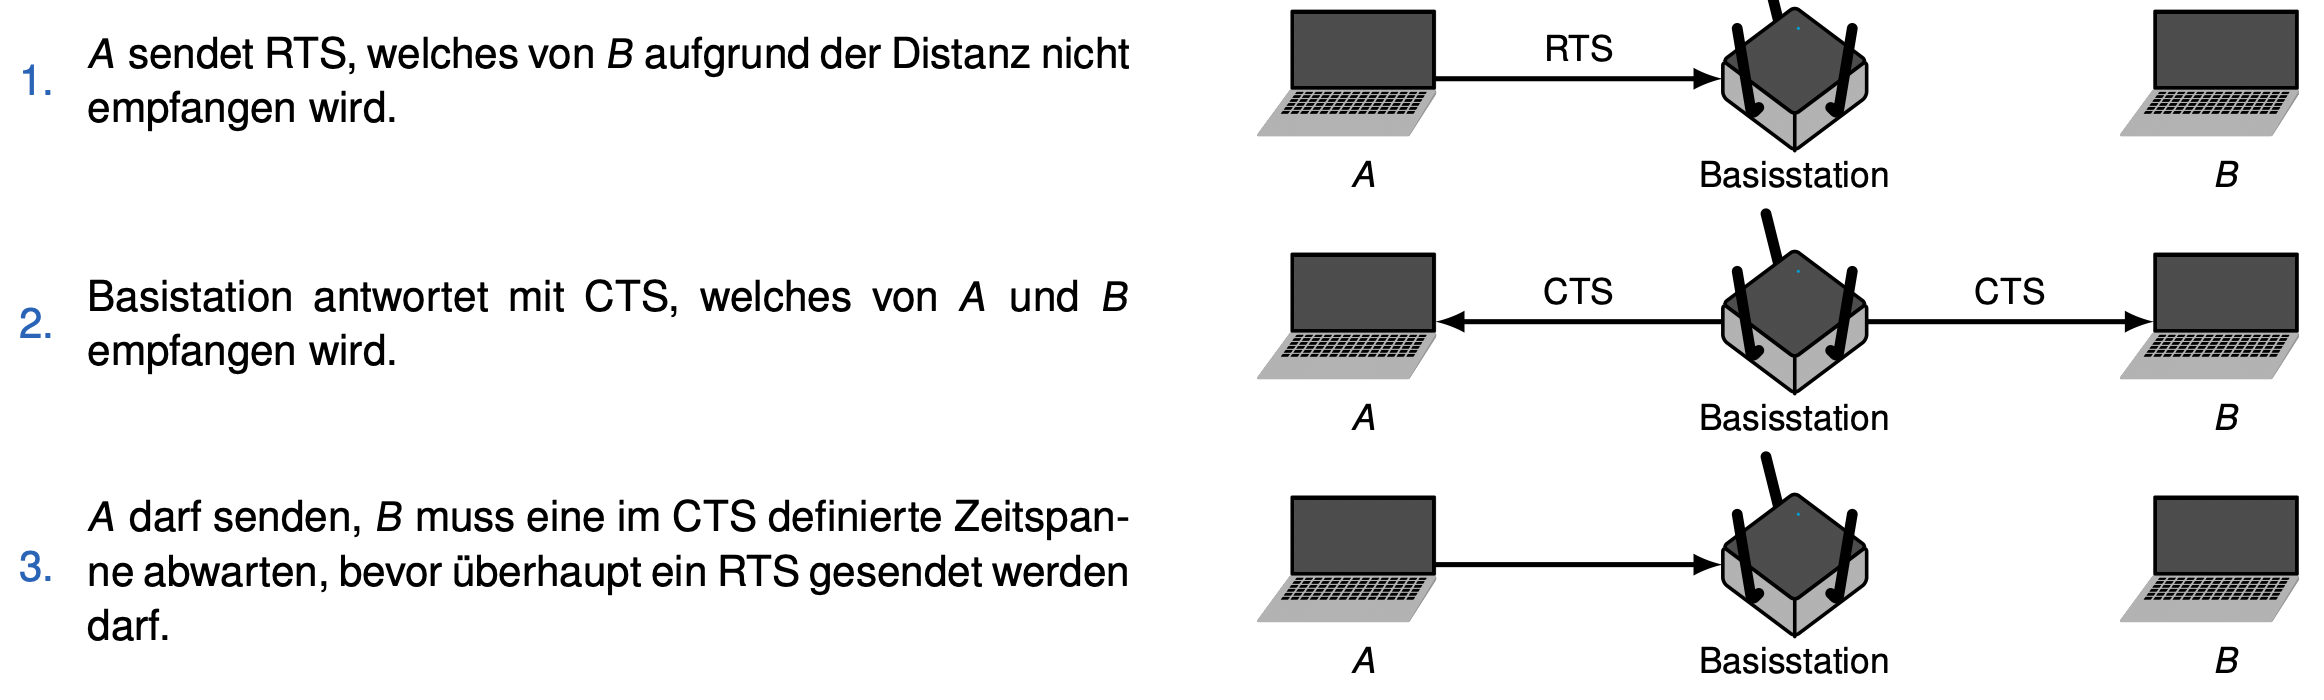 1.
A sendet RTS, welches von B aufgrund der Distanz nicht
empfangen wird.
RTS
A
Basisstation
B
2.
Basistation antwortet mit CTS, welches von A und B
empfangen wird.
CTS
CTS
A
Basisstation
B
3.
A darf senden, B muss eine im CTS definierte Zeitspan-
ne abwarten, bevor überhaupt ein RTS gesendet werden
darf.
A
Basisstation
B